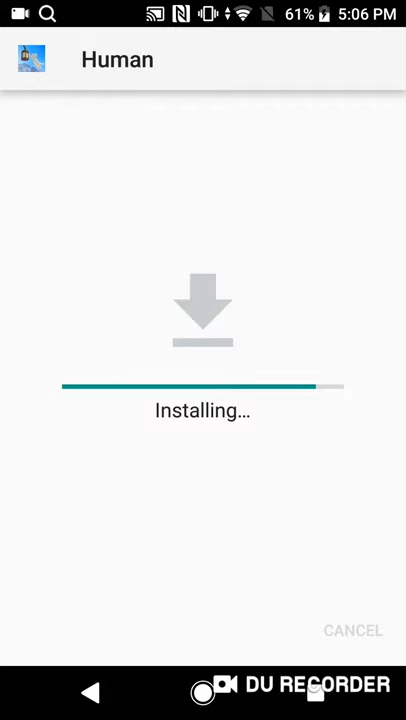 61% 5:06 PM
Human
Installing...
CANCEL
DU RECORDER